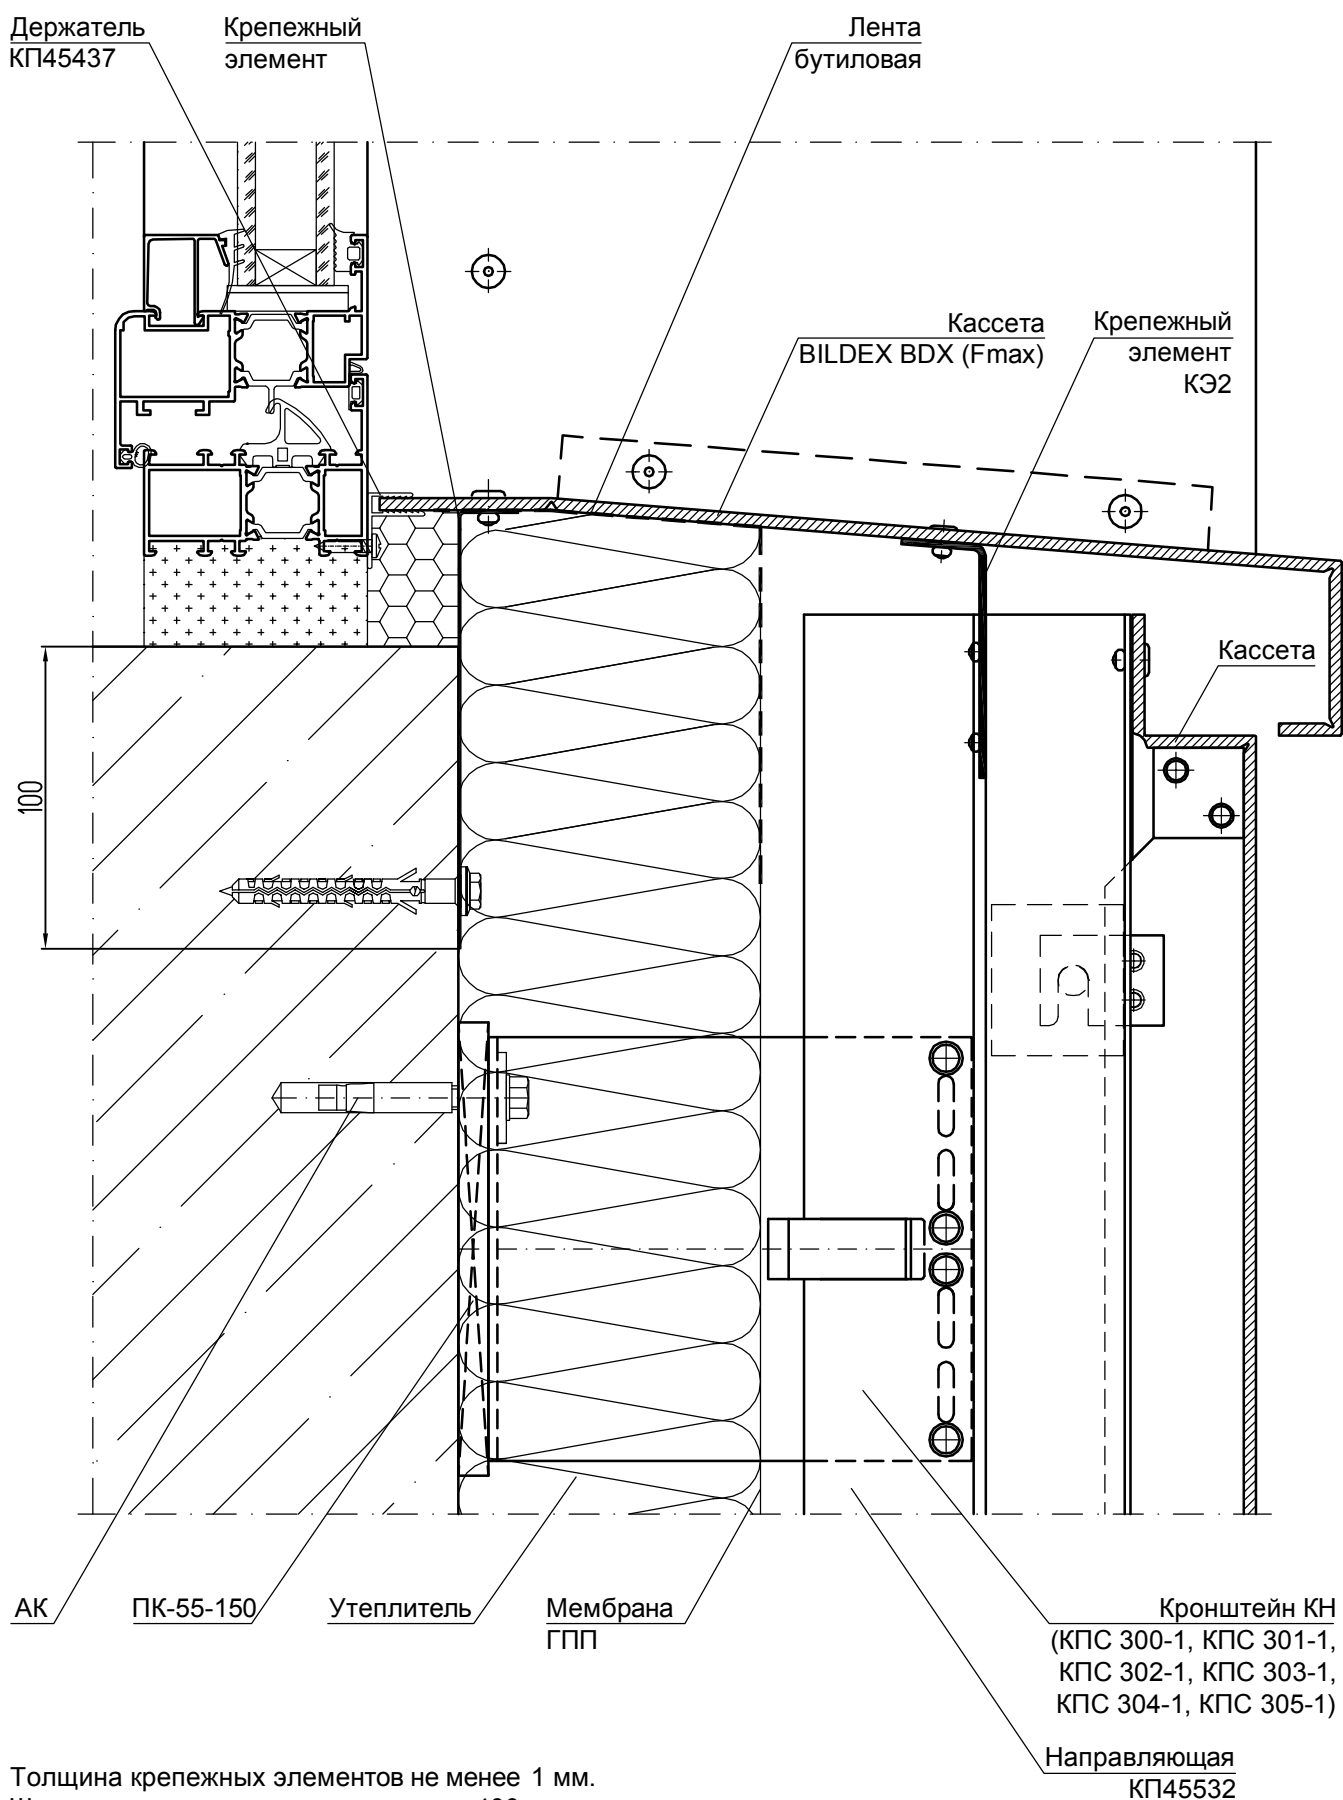 Держатель
КП45437
Крепежный
элемент
Лента
бутиловая
Кассета
BILDEX BDX (Fmax)
Крепежный
элемент
КЭ2
Кассета
100
АК
ПК-55-150
Утеплитель
Мембрана
ГПП
Кронштейн КН
(КПС 300-1, КПС 301-1,
КПС 302-1, КПС 303-1,
КПС 304-1, КПС 305-1)
Направляющая
КП45532
Толщина крепежных элементов не менее 1 мм.